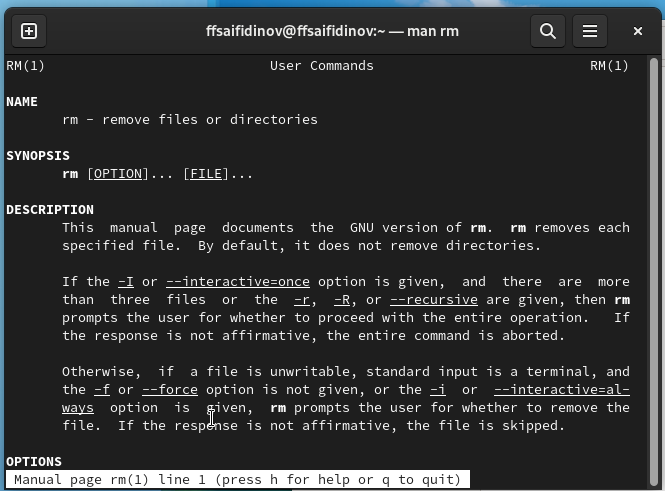 ffsaifidinov@ffsaifidinov:~ — man rm
RM(1) User Commands RM(1)
NAME
rm - remove files or directories
SYNOPSIS
rm [OPTION]... [FILE]...
DESCRIPTION
This manual page documents the GNU version of rm. rm removes each
specified file. By default, it does not remove directories.
If the -I or --interactive=once option is given, and there are more
than three files or the -r, -R, or --recursive are given, then rm
prompts the user for whether to proceed with the entire operation. If
the response is not affirmative, the entire command is aborted.
Otherwise, if a file is unwritable, standard input is a terminal, and
the -f or --force option is not given, or the -i or --interactive=al-
ways option is given, rm prompts the user for whether to remove the
file. If the response is not affirmative, the file is skipped.
OPTIONS
Manual page rm(1) line 1 (press h for help or q to quit)